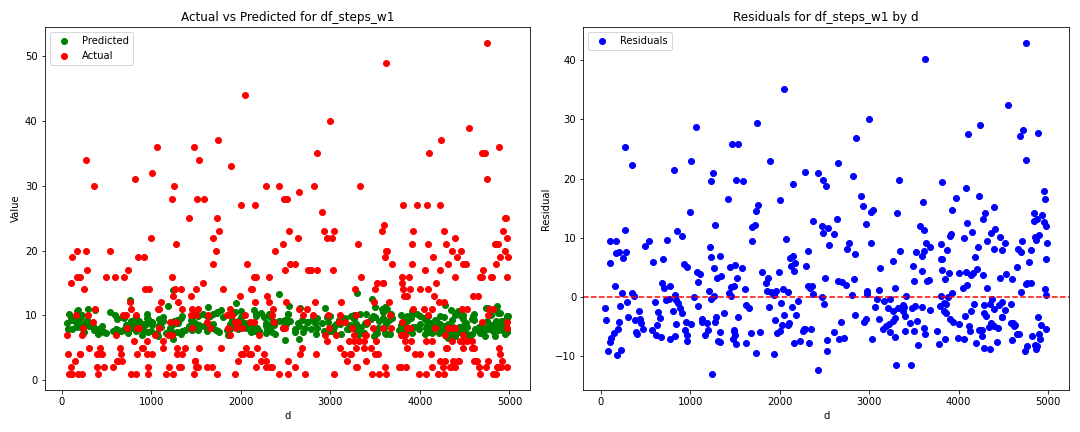 Actual vs Predicted for df_steps_w1
Predicted
Actual
Value
50
40
30
20
10
0
0 1000 2000 3000 4000 5000
d
Residuals for df_steps_w1 by d
Residuals
Residual
40
30
20
10
0
−10
0 1000 2000 3000 4000 5000
d